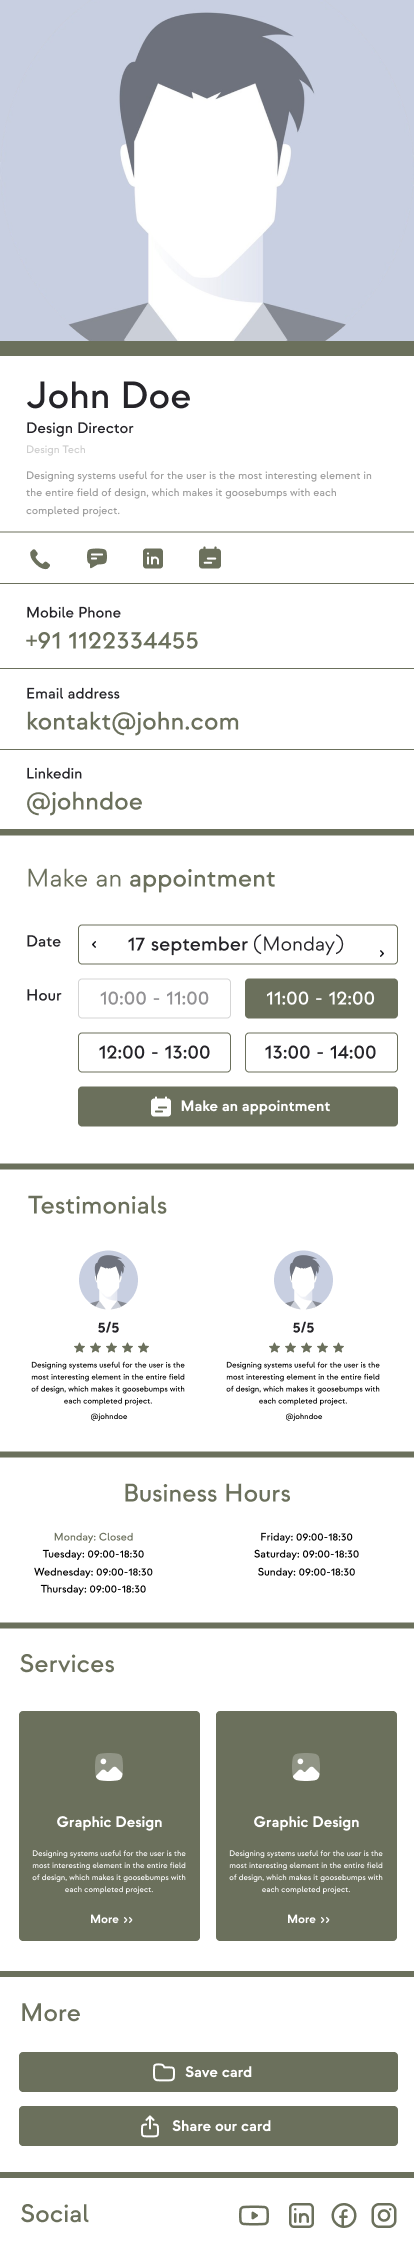 John Doe
Design Director
Design Tech
Designing systems useful for the user is the most interesting element in
the entire field of design, which makes it goosebumps with each
completed project.
Mobile Phone
+91 1122334455
Email address
kontakt@john.com
Linkedin
@johndoe
Make an appointment
Date
‹ 17 september (Monday) ›
Hour
10:00 - 11:00
11:00 - 12:00
12:00 - 13:00
13:00 - 14:00
Make an appointment
Testimonials
5/5
Designing systems useful for the user is the
most interesting element in the entire field
of design, which makes it goosebumps with
each completed project.
@johndoe
5/5
Designing systems useful for the user is the
most interesting element in the entire field
of design, which makes it goosebumps with
each completed project.
@johndoe
Business Hours
Monday: Closed
Tuesday: 09:00-18:30
Wednesday: 09:00-18:30
Thursday: 09:00-18:30
Friday: 09:00-18:30
Saturday: 09:00-18:30
Sunday: 09:00-18:30
Services
Graphic Design
Designing systems useful for the user is the
most interesting element in the entire field
of design, which makes it goosebumps with
each completed project.
More >>
Graphic Design
Designing systems useful for the user is the
most interesting element in the entire field
of design, which makes it goosebumps with
each completed project.
More >>
More
Save card
Share our card
Social